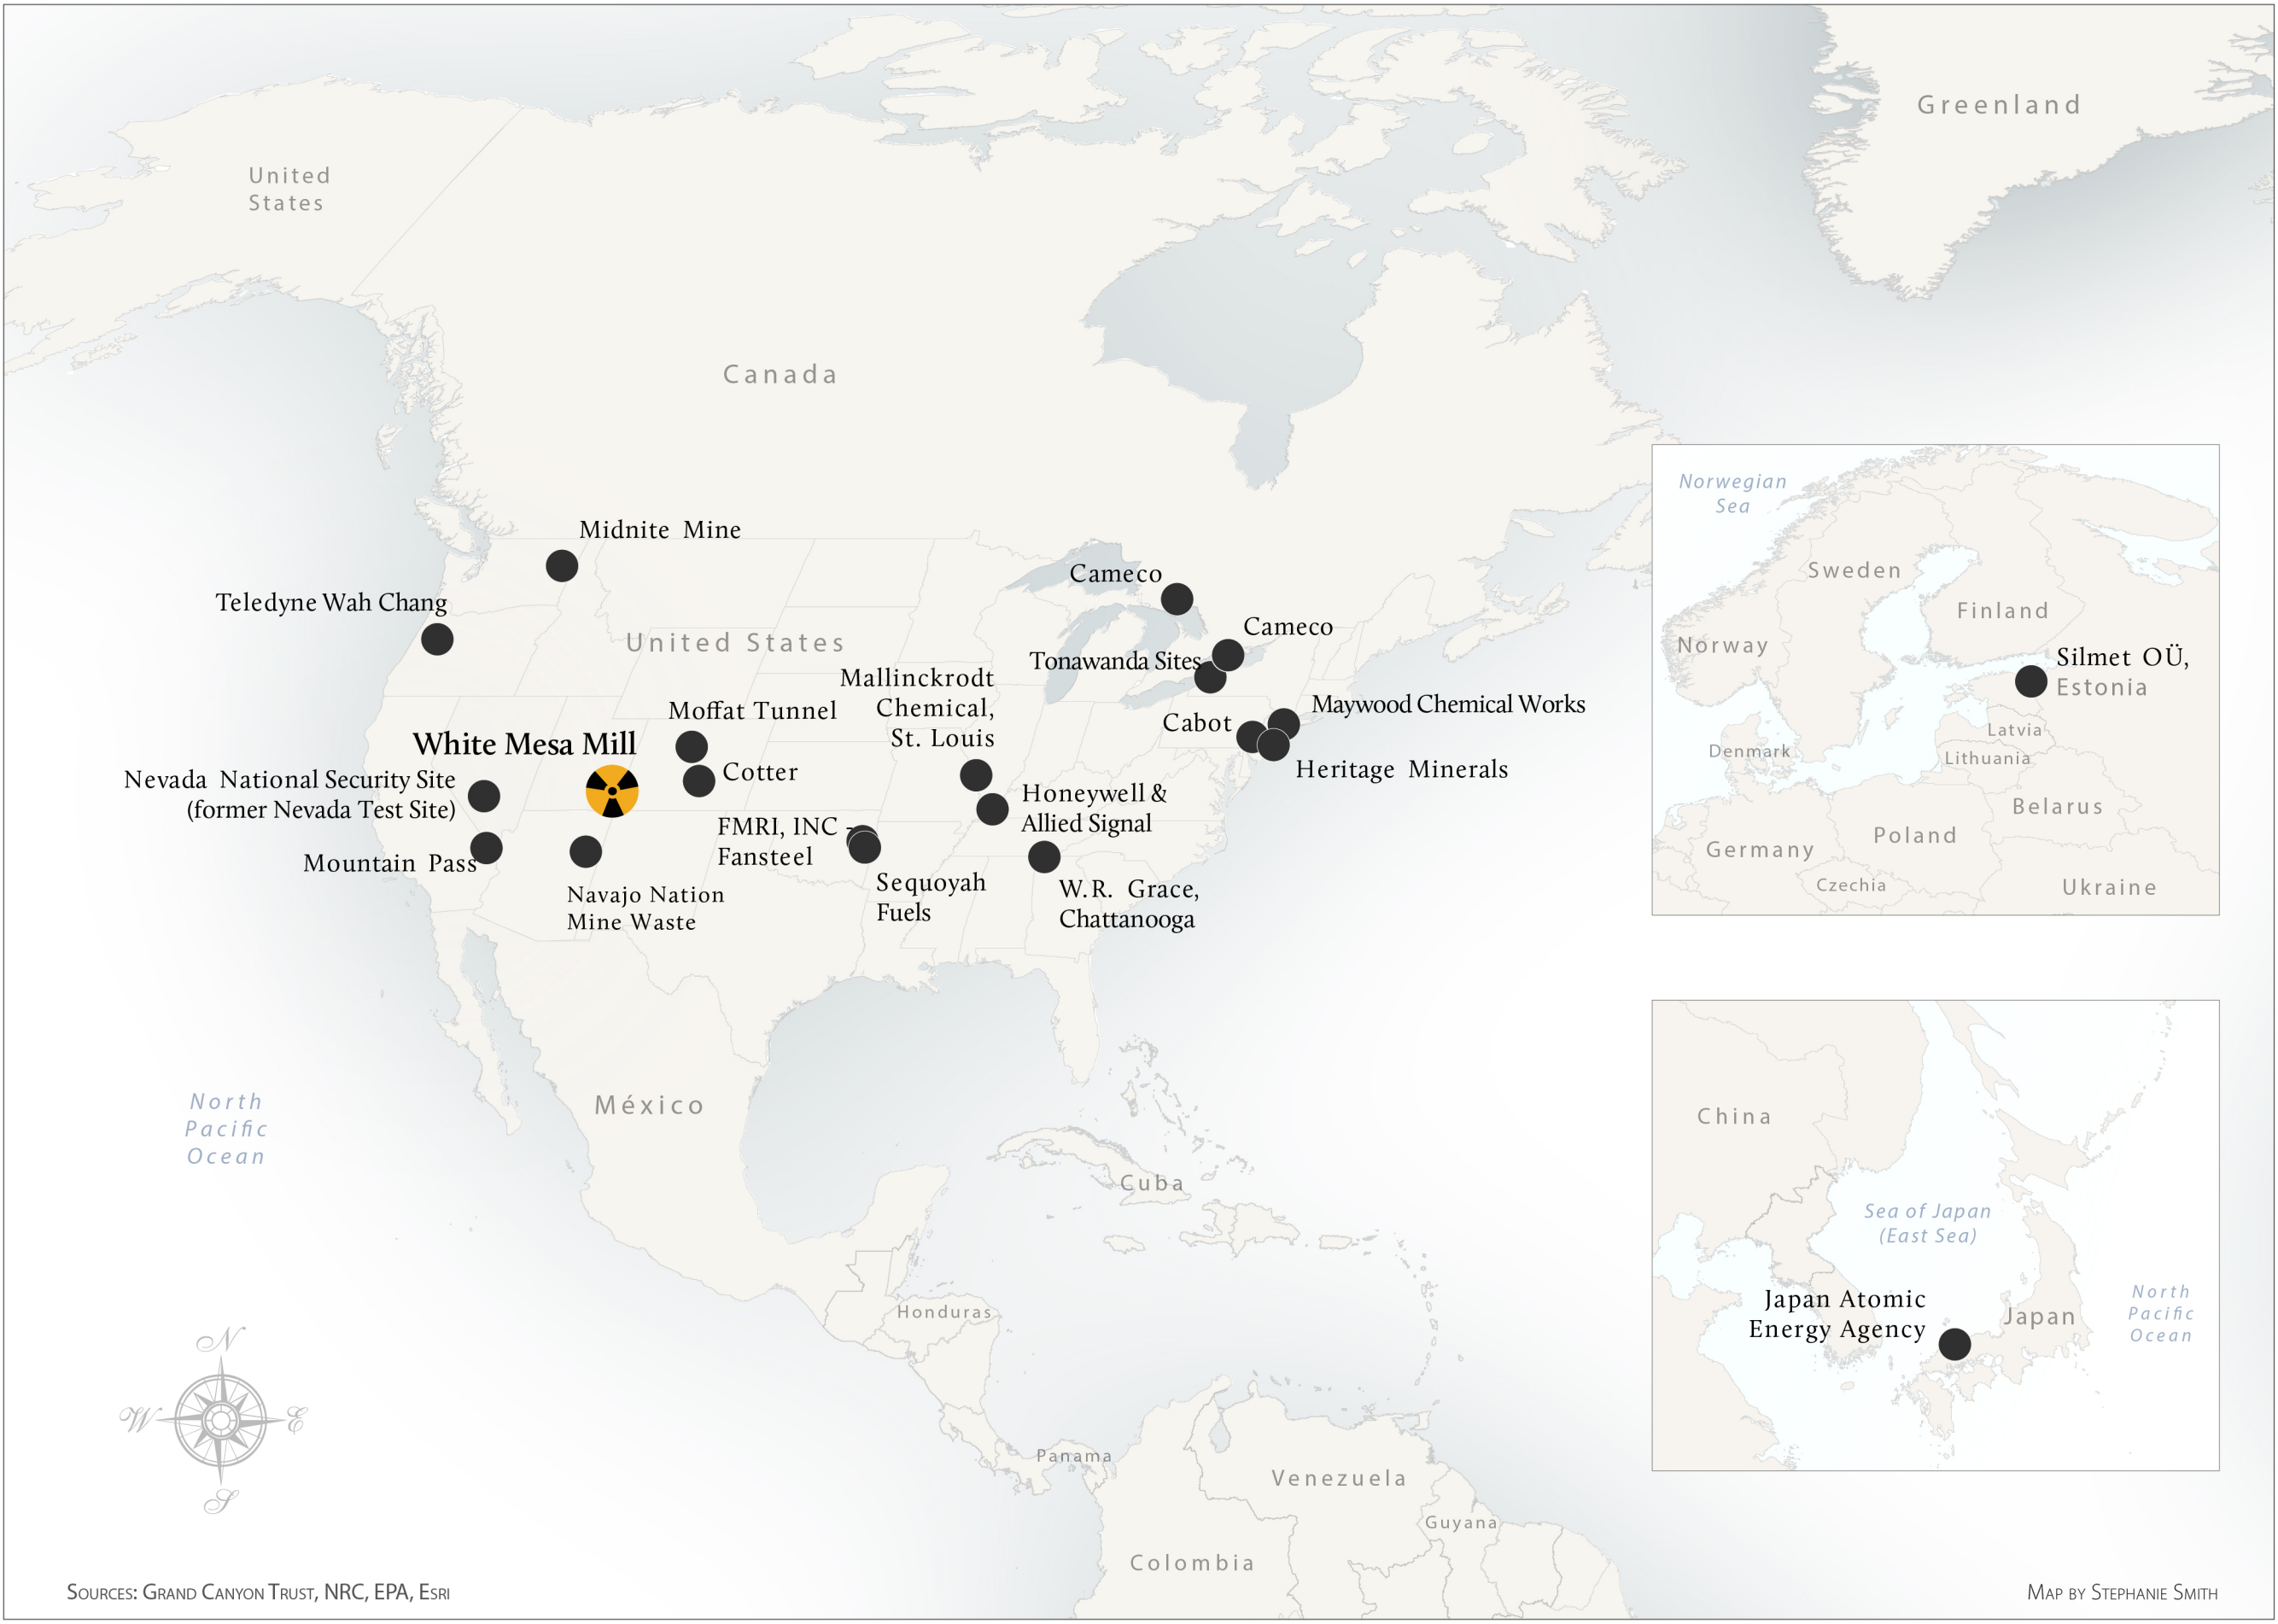 Greenland
United
States
Canada
Norwegian
Sea
Midnite Mine
Sweden
Cameco
Teledyne Wah Chang
Finland
Cameco
United States
Norway
Tonawanda Sites
Silmet OÜ,
Estonia
Mallinckrodt
Chemical,
St. Louis
Moffat Tunnel
Maywood Chemical Works
Cabot
Latvia
White Mesa Mill
Denmark
Lithuania
Heritage Minerals
Cotter
Nevada National Security Site
(former Nevada Test Site)
Honeywell &
Allied Signal
Belarus
FMRI, INC
Fansteel
Poland
Germany
Mountain Pass
Sequoyah
Fuels
W.R. Grace,
Chattanooga
Czechia
Ukraine
Navajo Nation
Mine Waste
North
Pacific
Ocean
México
China
Cuba
Sea of Japan
(East Sea)
Japan Atomic
Energy Agency
Japan
North
Pacific
Ocean
Honduras
N
W
E
S
Panama
Venezuela
Guyana
Colombia
Sources: Grand Canyon Trust, NRC, EPA, Esri
Map by Stephanie Smith